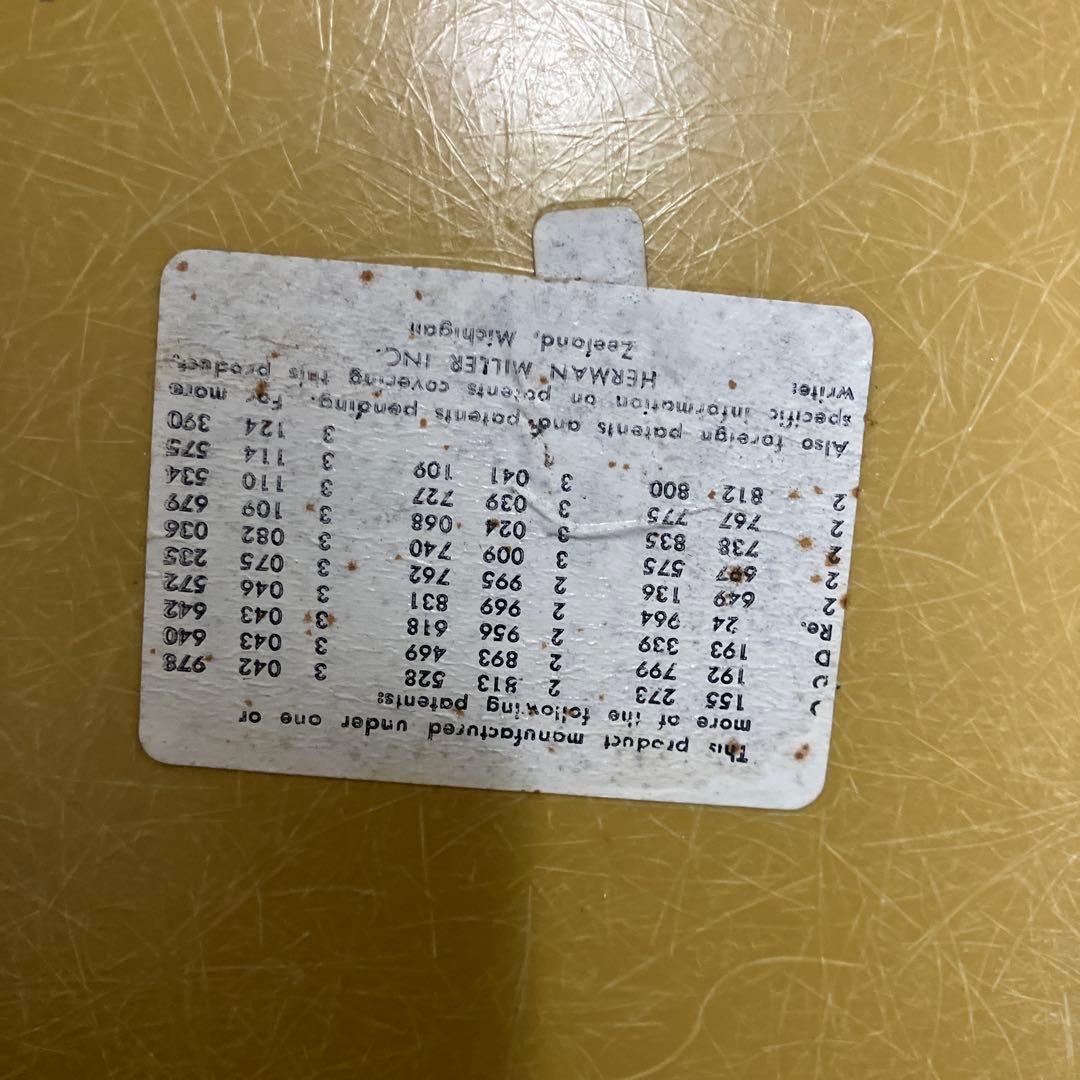 This product manufactured under one or
more of the following patents:
155 273 2 813 528 3 042 978
192 799 2 893 469 3 043 640
D 193 339 2 956 618 3 043 642
Re. 24 964 2 969 831 3 046 572
2 649 136 2 995 762 3 075 235
2 697 575 3 009 740 3 082 036
2 738 835 3 024 068 3 109 679
2 767 775 3 039 727 3 110 534
2 812 800 3 041 109 3 114 575
3 124 390
Also foreign patents and patents pending. For more
specific information on patents covering this product,
write:
HERMAN MILLER INC.
Zeeland, Michigan